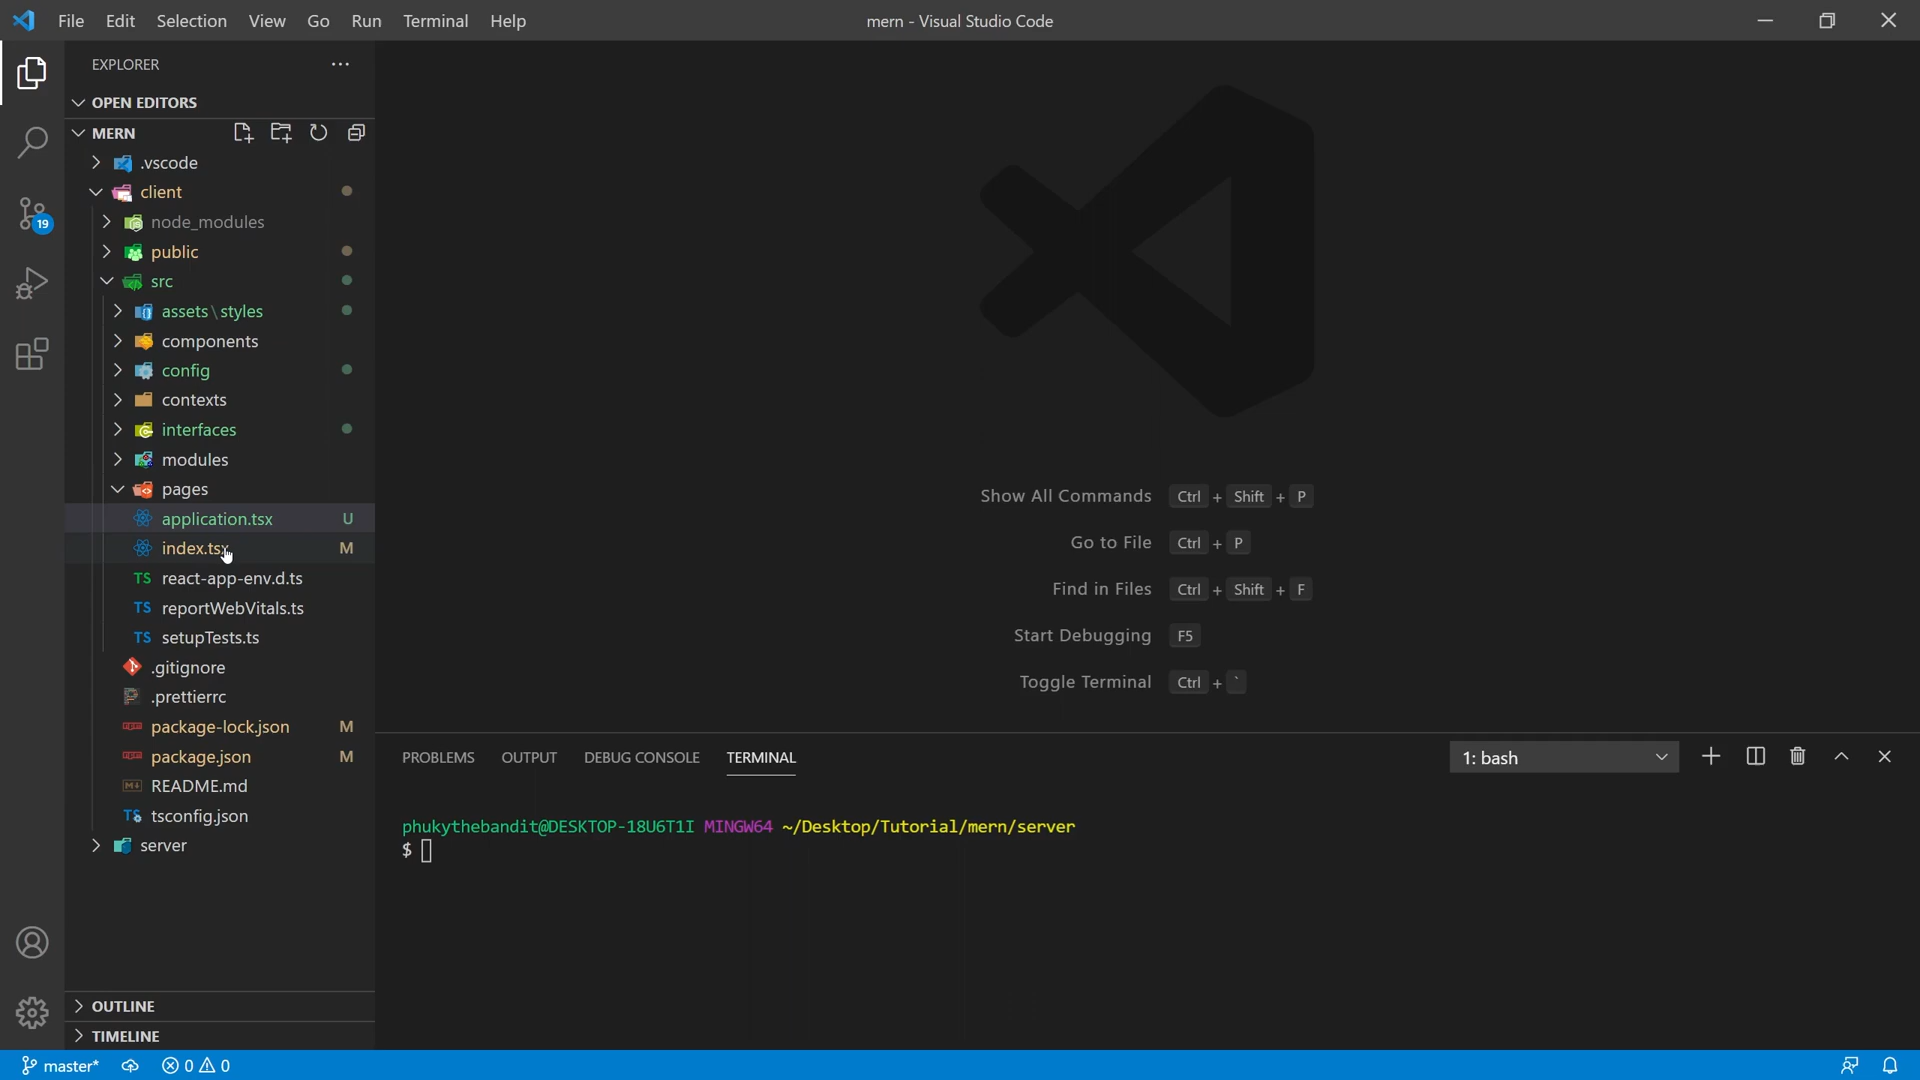 File Edit Selection View Go Run Terminal Help
mern - Visual Studio Code
EXPLORER
OPEN EDITORS
MERN
.vscode
client
node_modules
public
src
assets\styles
components
config
contexts
interfaces
modules
pages
application.tsx U
index.tsx M
react-app-env.d.ts
reportWebVitals.ts
setupTests.ts
.gitignore
.prettierrc
package-lock.json M
package.json M
README.md
tsconfig.json
server
OUTLINE
TIMELINE
19
Show All Commands Ctrl + Shift + P
Go to File Ctrl + P
Find in Files Ctrl + Shift + F
Start Debugging F5
Toggle Terminal Ctrl + `
PROBLEMS OUTPUT DEBUG CONSOLE TERMINAL
1: bash
phukythebandit@DESKTOP-18U6T1I MINGW64 ~/Desktop/Tutorial/mern/server
$
master* 0 0